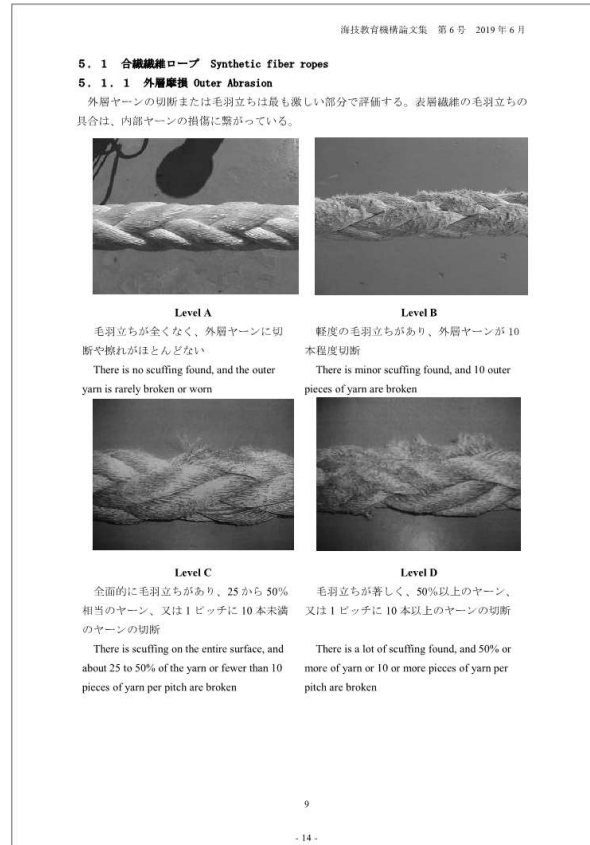 海技教育機構論文集　第6号　2019年6月
５．１　合繊繊維ロープ　Synthetic fiber ropes
５．１．１　外層摩損 Outer Abrasion
外層ヤーンの切断または毛羽立ちは最も激しい部分で評価する。表層繊維の毛羽立ちの
具合は、内部ヤーンの損傷に繋がっている。
Level A
毛羽立ちが全くなく、外層ヤーンに切
断や擦れがほとんどない
There is no scuffing found, and the outer
yarn is rarely broken or worn
Level B
軽度の毛羽立ちがあり、外層ヤーンが 10
本程度切断
There is minor scuffing found, and 10 outer
pieces of yarn are broken
Level C
全面的に毛羽立ちがあり、25 から 50%
相当のヤーン、又は 1 ピッチに 10 本未満
のヤーンの切断
There is scuffing on the entire surface, and
about 25 to 50% of the yarn or fewer than 10
pieces of yarn per pitch are broken
Level D
毛羽立ちが著しく、50%以上のヤーン、
又は 1 ピッチに 10 本以上のヤーンの切断
There is a lot of scuffing found, and 50% or
more of yarn or 10 or more pieces of yarn per
pitch are broken
9
- 14 -